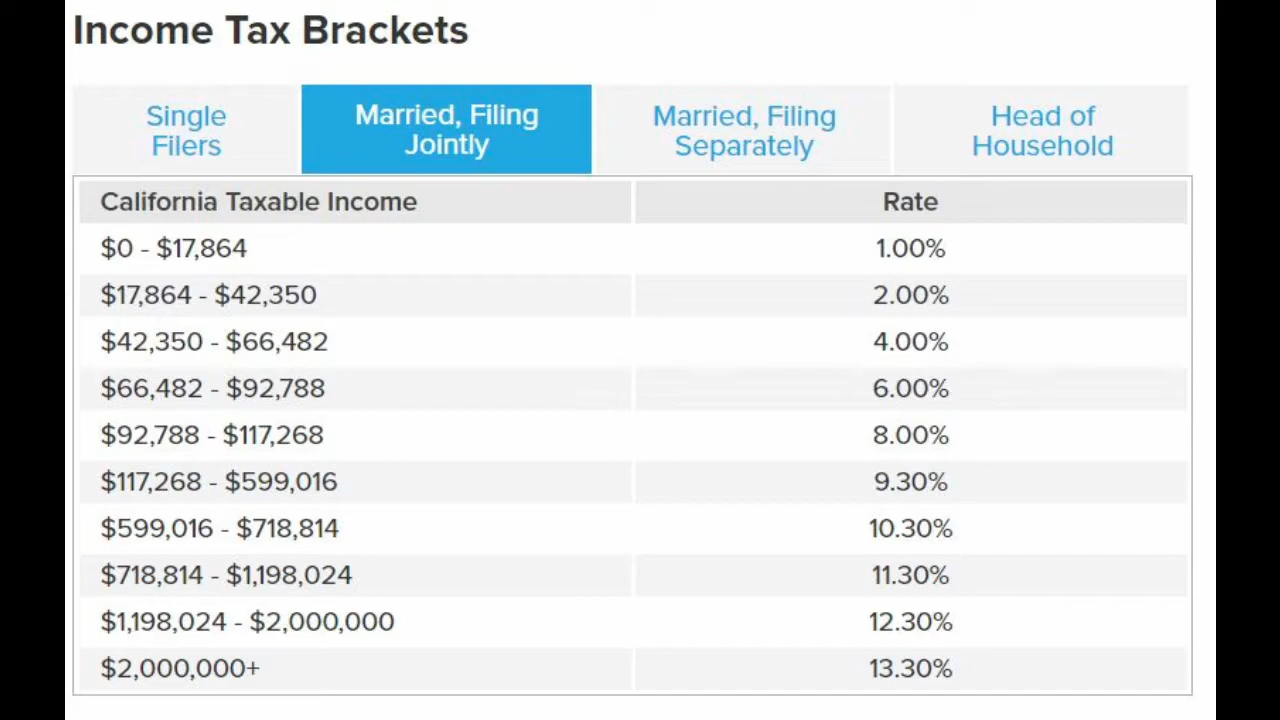 Income Tax Brackets
Single
Filers
Married, Filing
Jointly
Married, Filing
Separately
Head of
Household
California Taxable Income Rate
$0 - $17,864 1.00%
$17,864 - $42,350 2.00%
$42,350 - $66,482 4.00%
$66,482 - $92,788 6.00%
$92,788 - $117,268 8.00%
$117,268 - $599,016 9.30%
$599,016 - $718,814 10.30%
$718,814 - $1,198,024 11.30%
$1,198,024 - $2,000,000 12.30%
$2,000,000+ 13.30%